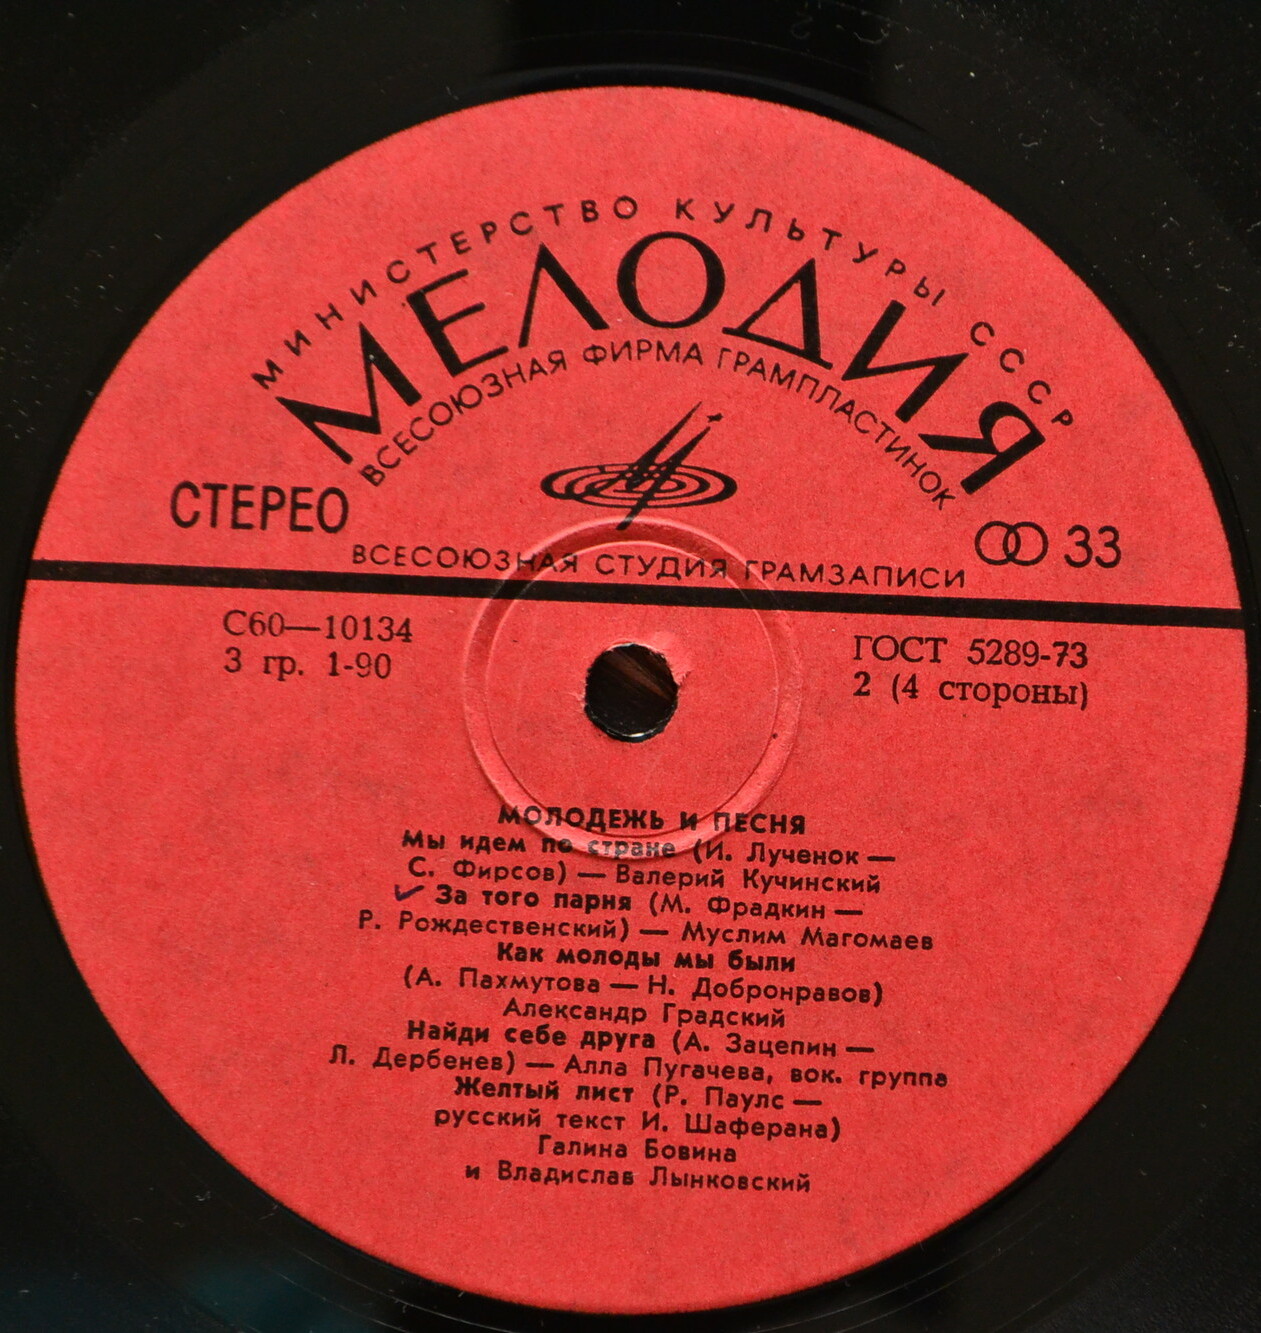 МИНИСТЕРСТВО КУЛЬТУРЫ СССР
МЕЛОДИЯ
ВСЕСОЮЗНАЯ ФИРМА ГРАМПЛАСТИНОК
СТЕРЕО
33
ВСЕСОЮЗНАЯ СТУДИЯ ГРАМЗАПИСИ
С60—10134
3 гр. 1-90
ГОСТ 5289-73
2 (4 стороны)
МОЛОДЕЖЬ И ПЕСНЯ
Мы идем по стране (И. Лученок —
С. Фирсов) — Валерий Кучинский
За того парня (М. Фрадкин —
Р. Рождественский) — Муслим Магомаев
Как молоды мы были
(А. Пахмутова — Н. Добронравов)
Александр Градский
Найди себе друга (А. Зацепин —
Л. Дербенев) — Алла Пугачева, вок. группа
Желтый лист (Р. Паулс —
русский текст И. Шаферана)
Галина Бовина
и Владислав Лынковский